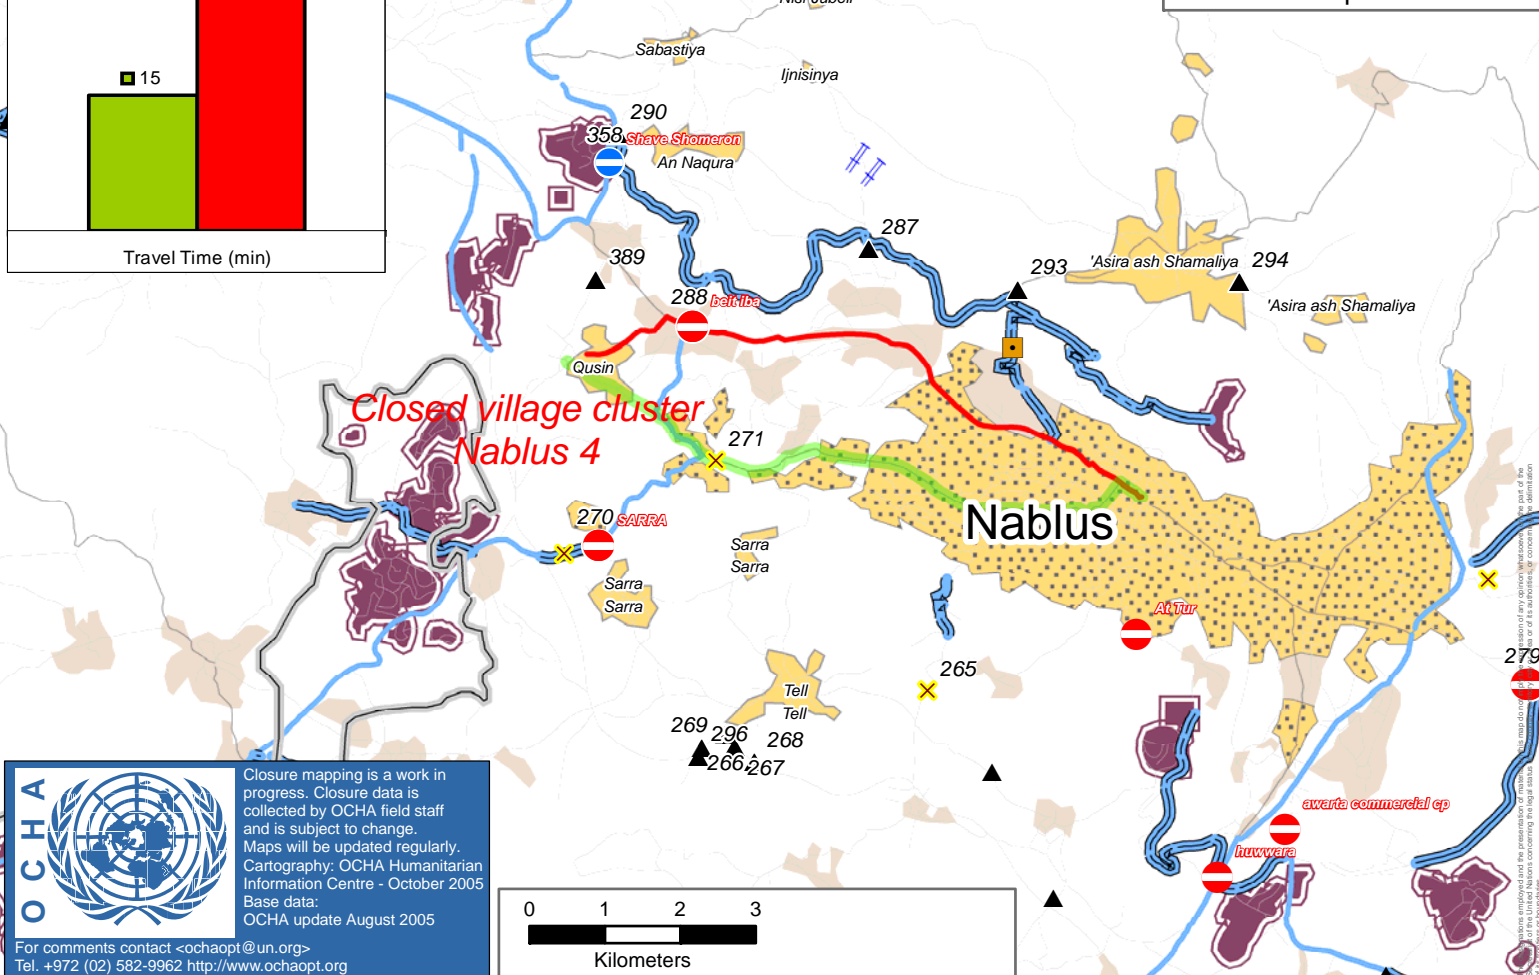 Nisf Jubeil
Sabastiya
Ijnisinya
15
Travel Time (min)
290
358
Shave Shomeron
An Naqura
287
389
293
'Asira ash Shamaliya
294
'Asira ash Shamaliya
288
beit iba
Qusin
Closed village cluster
Nablus 4
271
270
SARRA
Nablus
Sarra
Sarra
Sarra
Sarra
At Tur
265
279
Tell
Tell
269
296
268
266
267
awarta commercial cp
huwwara
OCHA
Closure mapping is a work in
progress. Closure data is
collected by OCHA field staff
and is subject to change.
Maps will be updated regularly.
Cartography: OCHA Humanitarian
Information Centre - October 2005
Base data:
OCHA update August 2005
For comments contact <ochaopt@un.org>
Tel. +972 (02) 582-9962 http://www.ochaopt.org
0 1 2 3
Kilometers